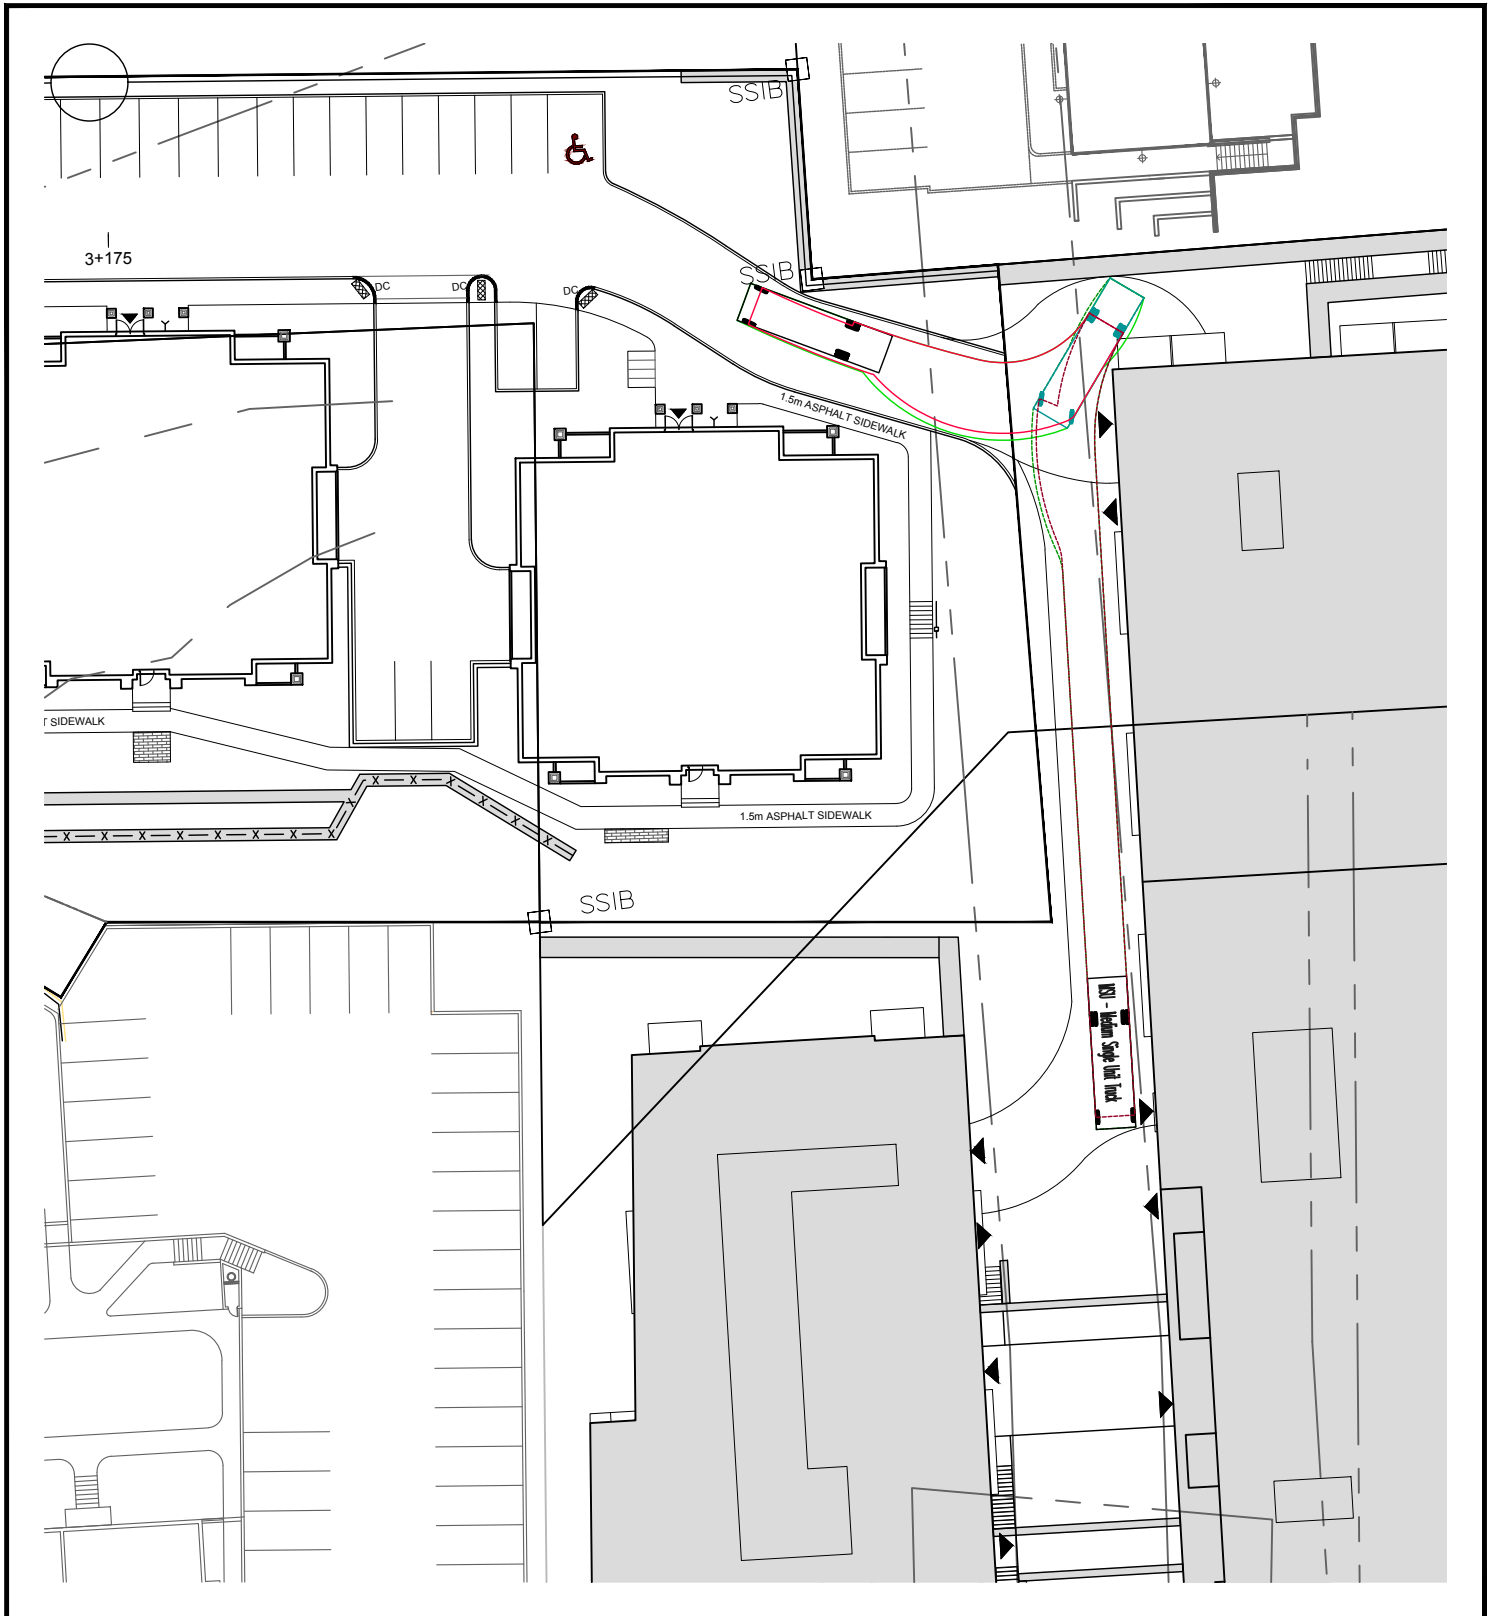 SSIB
3+175
SSIB
DC
DC
DC
1.5m ASPHALT SIDEWALK
T SIDEWALK
1.5m ASPHALT SIDEWALK
SSIB
MSU - Medium Single Unit Truck